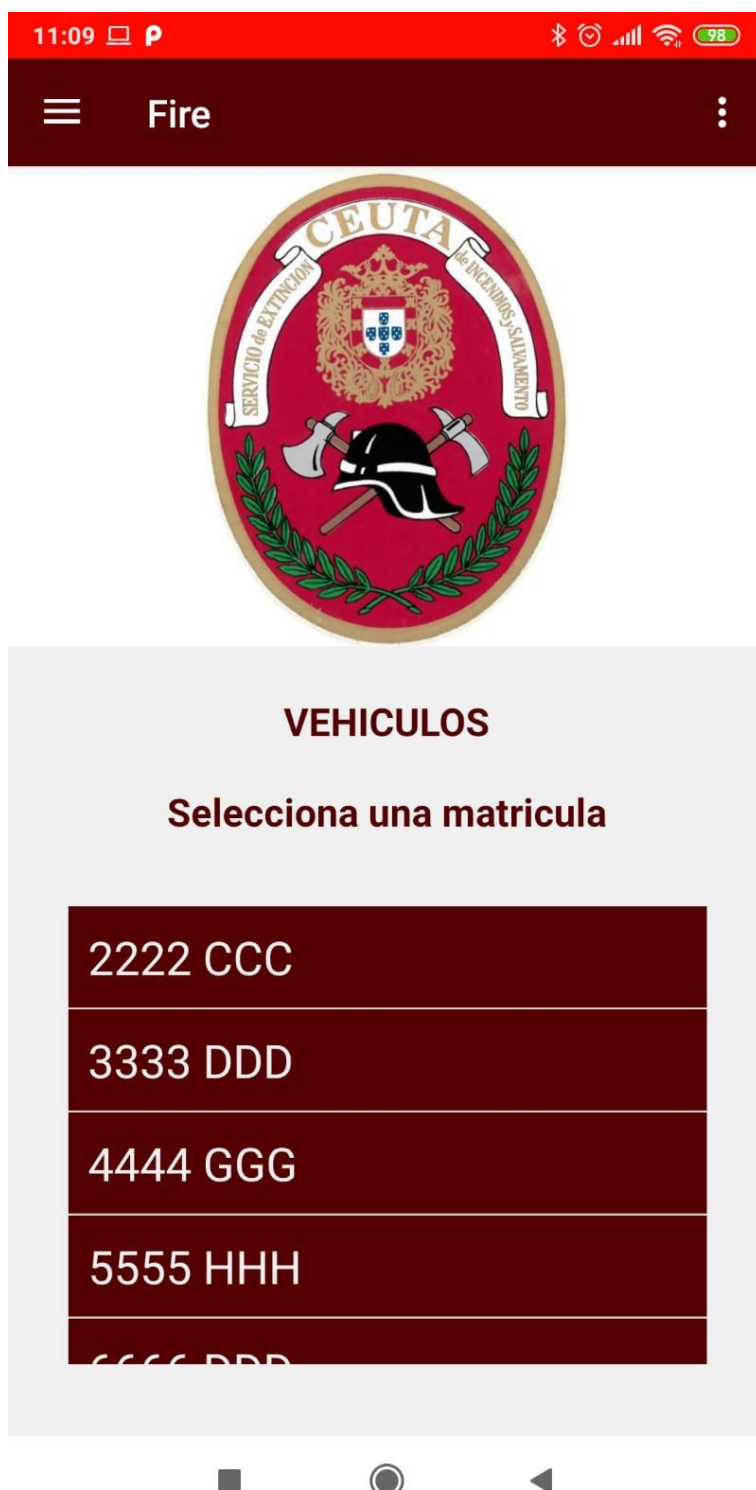 11:09
98
Fire
CEUTA
SERVICIO de EXTINCION
de INCENDIOS y SALVAMENTO
VEHICULOS
Selecciona una matricula
2222 CCC
3333 DDD
4444 GGG
5555 HHH